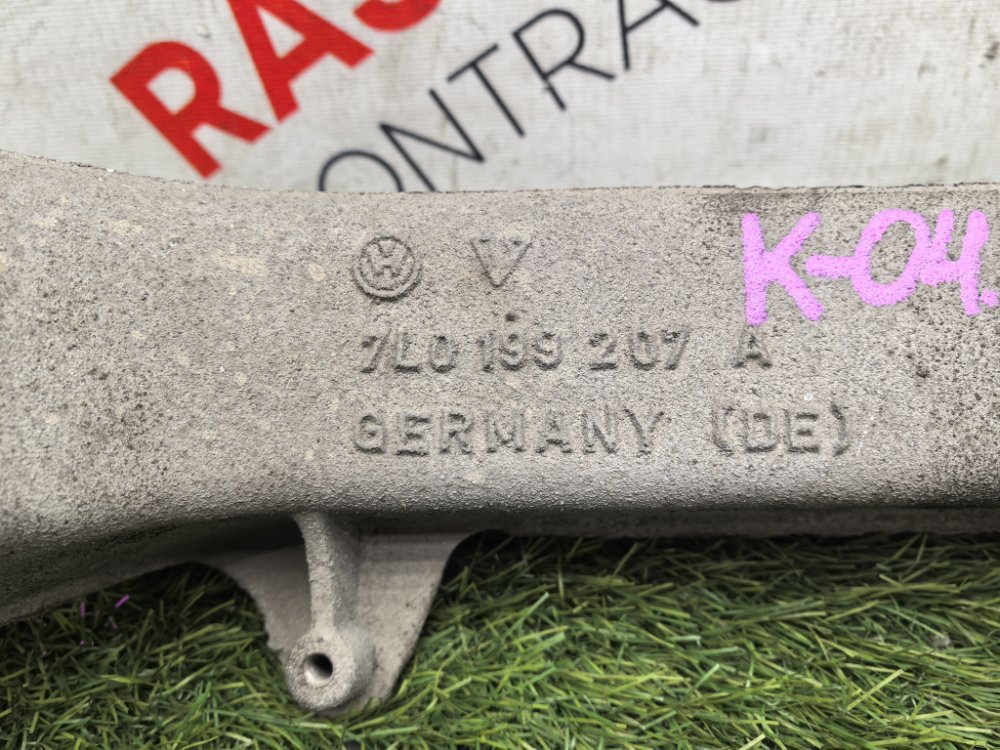 RAS
ONTRA
K-04.
7L0 199 207 A
GERMANY (DE)